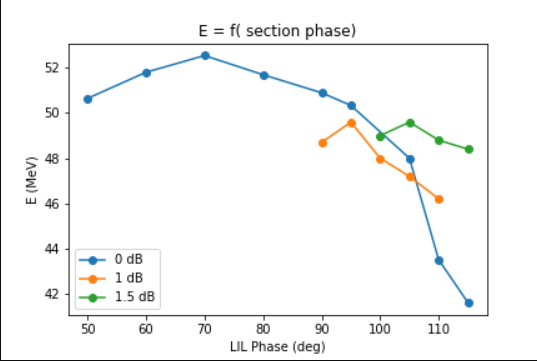 E = f( section phase)
52
50
48
46
44
42
E (MeV)
0 dB
1 dB
1.5 dB
50 60 70 80 90 100 110
LIL Phase (deg)